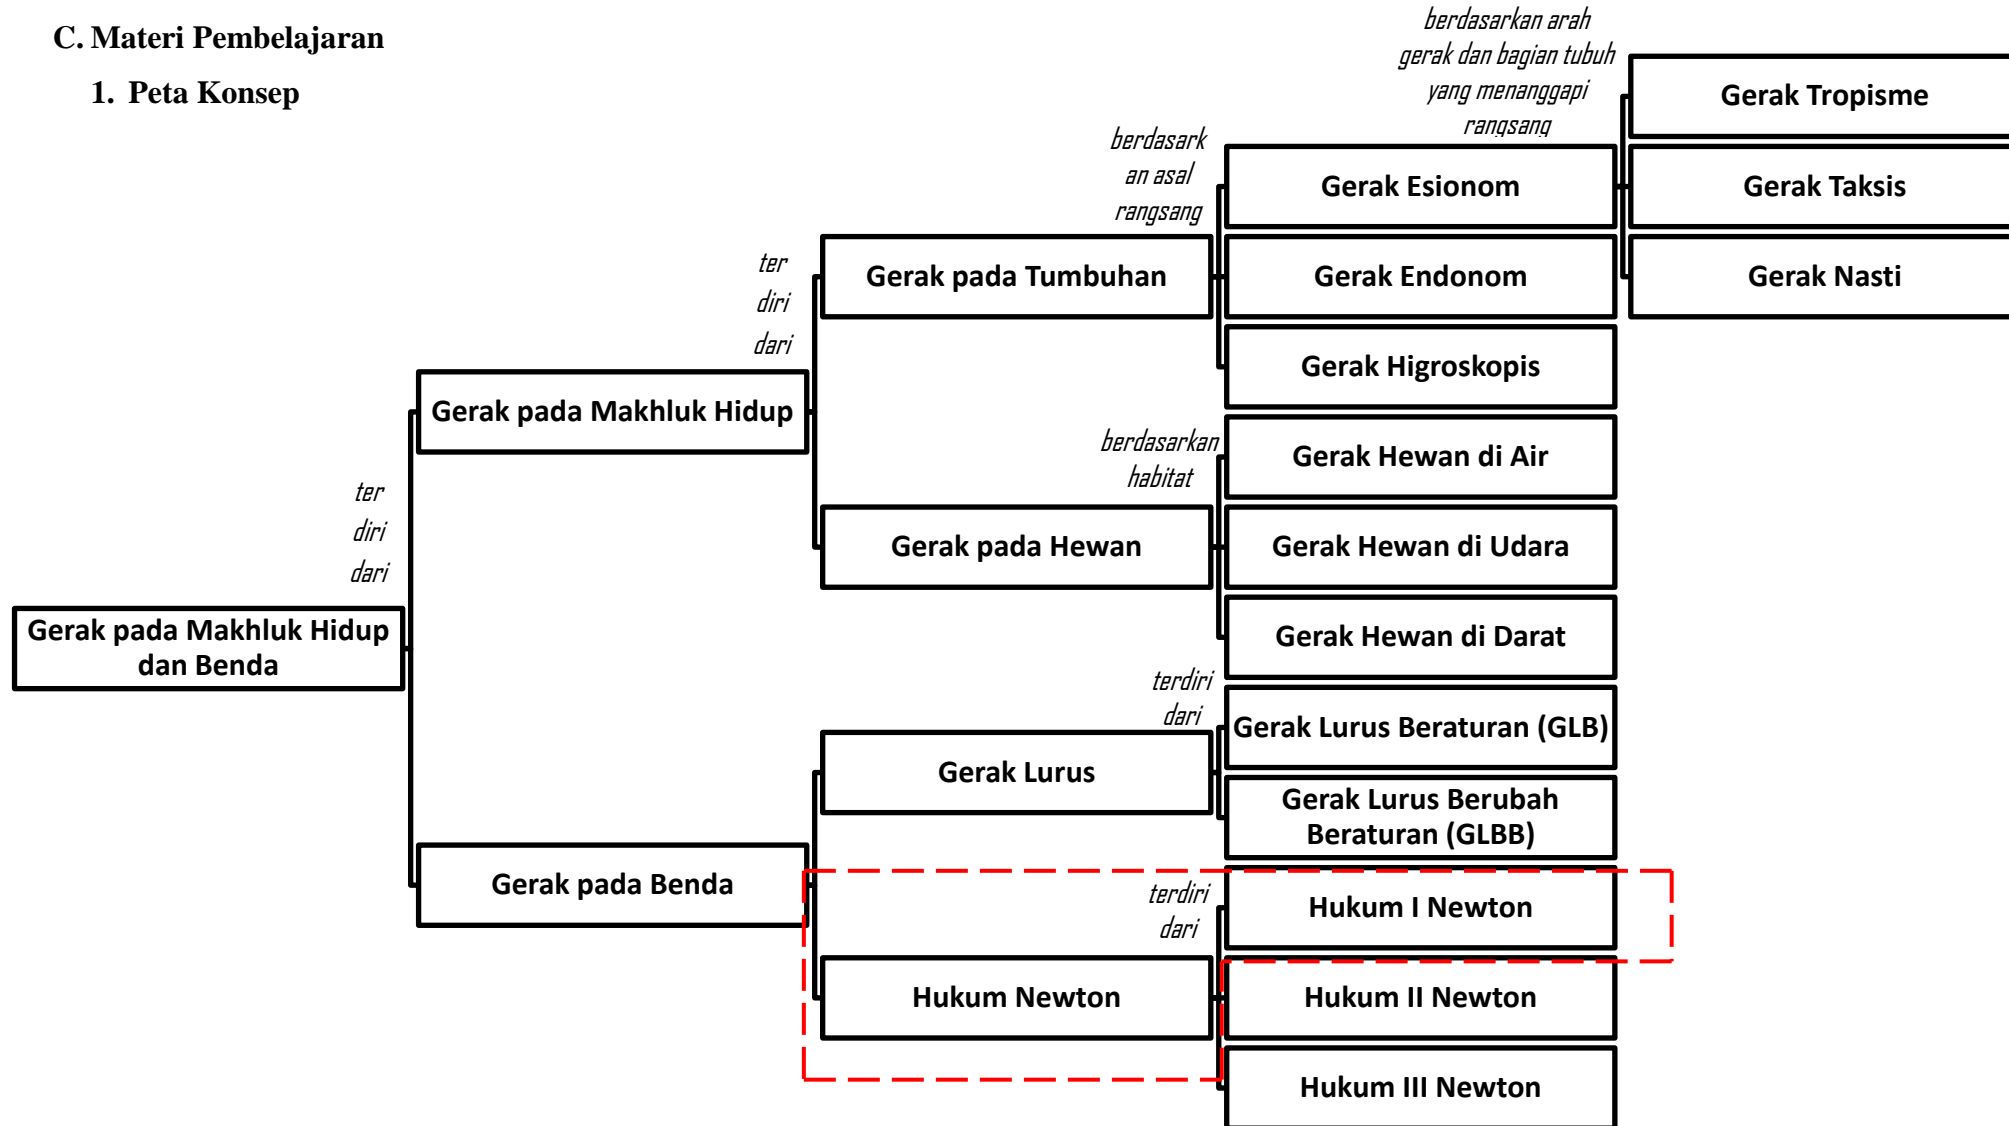 C. Materi Pembelajaran
1. Peta Konsep
berdasarkan arah
gerak dan bagian tubuh
yang menanggapi
rangsang
Gerak Tropisme
Gerak Taksis
Gerak Nasti
berdasark
an asal
rangsang
Gerak Esionom
Gerak Endonom
Gerak Higroskopis
ter
diri
dari
Gerak pada Tumbuhan
Gerak pada Makhluk Hidup
berdasarkan
habitat
Gerak Hewan di Air
Gerak pada Hewan
Gerak Hewan di Udara
Gerak Hewan di Darat
ter
diri
dari
Gerak pada Makhluk Hidup
dan Benda
terdiri
dari
Gerak Lurus Beraturan (GLB)
Gerak Lurus
Gerak Lurus Berubah
Beraturan (GLBB)
Gerak pada Benda
terdiri
dari
Hukum I Newton
Hukum Newton
Hukum II Newton
Hukum III Newton